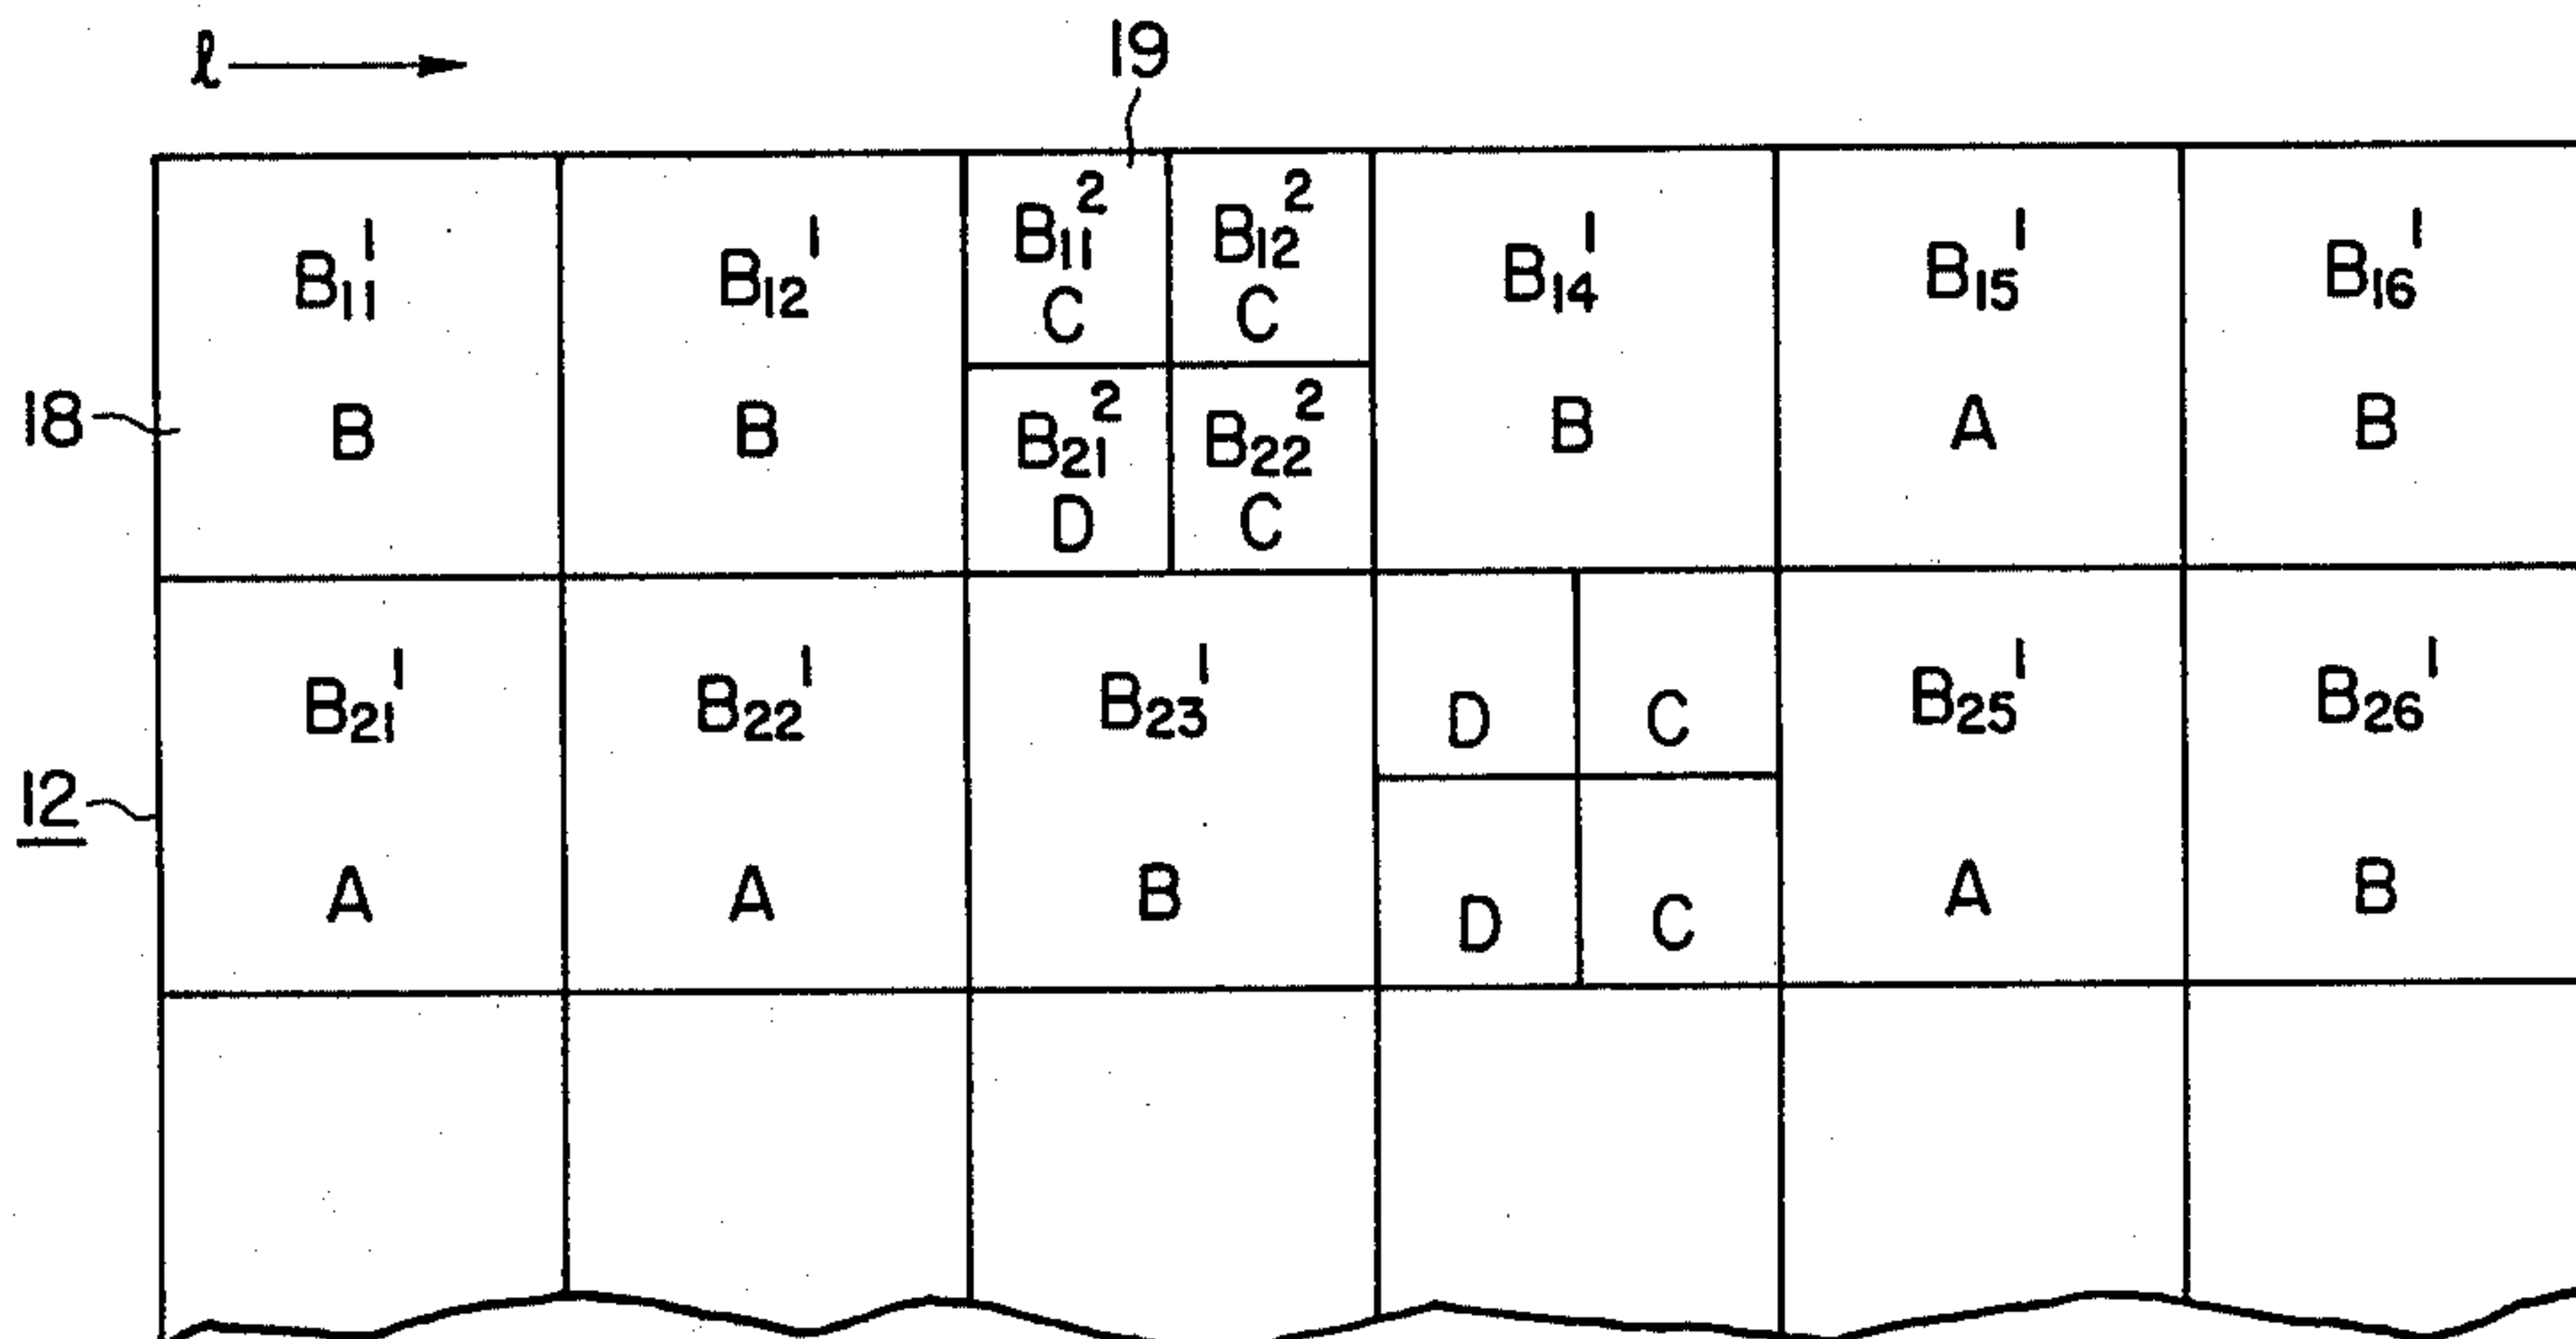 ℓ
19
B₁₁¹ B₁₂¹ B₁₁² B₁₂² B₁₄¹ B₁₅¹ B₁₆¹
C C
18 B B B A B
B₂₁² B₂₂²
D C
B₂₁¹ B₂₂¹ B₂₃¹ D C B₂₅¹ B₂₆¹
12
A A B D C A B